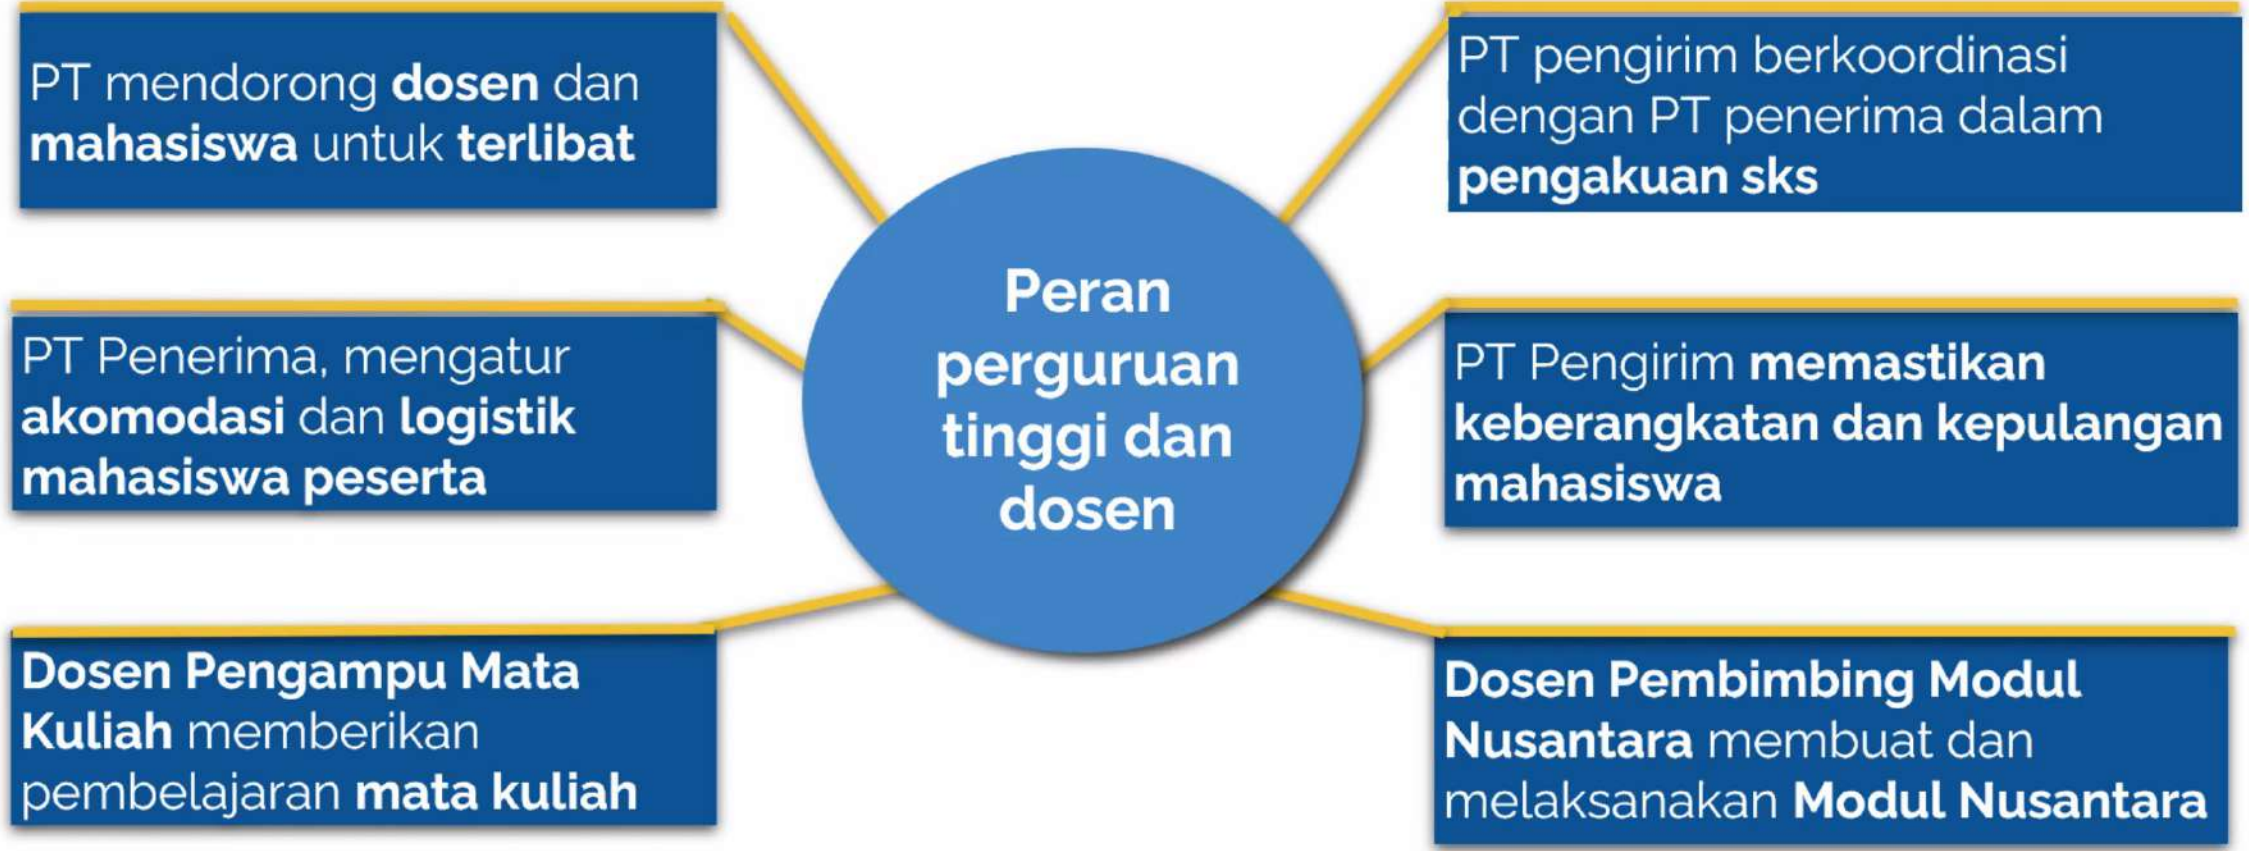 PT mendorong dosen dan
mahasiswa untuk terlibat
PT Penerima, mengatur
akomodasi dan logistik
mahasiswa peserta
Dosen Pengampu Mata
Kuliah memberikan
pembelajaran mata kuliah
Peran
perguruan
tinggi dan
dosen
PT pengirim berkoordinasi
dengan PT penerima dalam
pengakuan sks
PT Pengirim memastikan
keberangkatan dan kepulangan
mahasiswa
Dosen Pembimbing Modul
Nusantara membuat dan
melaksanakan Modul Nusantara